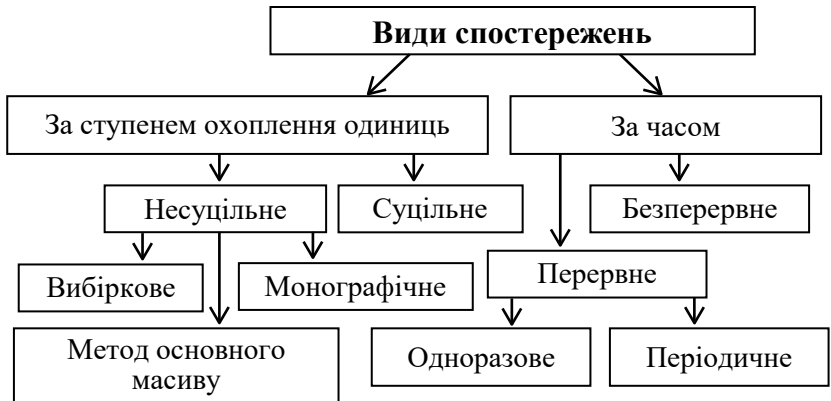 Види спостережень
За ступенем охоплення одиниць
За часом
Несуцільне
Суцільне
Безперервне
Вибіркове
Монографічне
Перервне
Метод основного
масиву
Одноразове
Періодичне